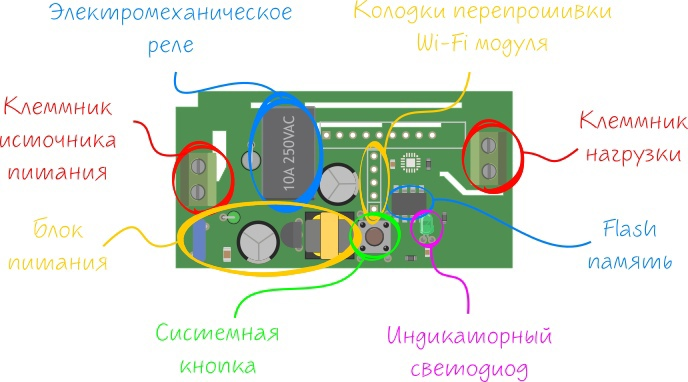 Электромеханическое
реле
Колодки перепрошивки
Wi-Fi модуля
Клеммник
источника
питания
10A 250VAC
Клеммник
нагрузки
Блок
питания
Flash
память
Системная
кнопка
Индикаторный
светодиод